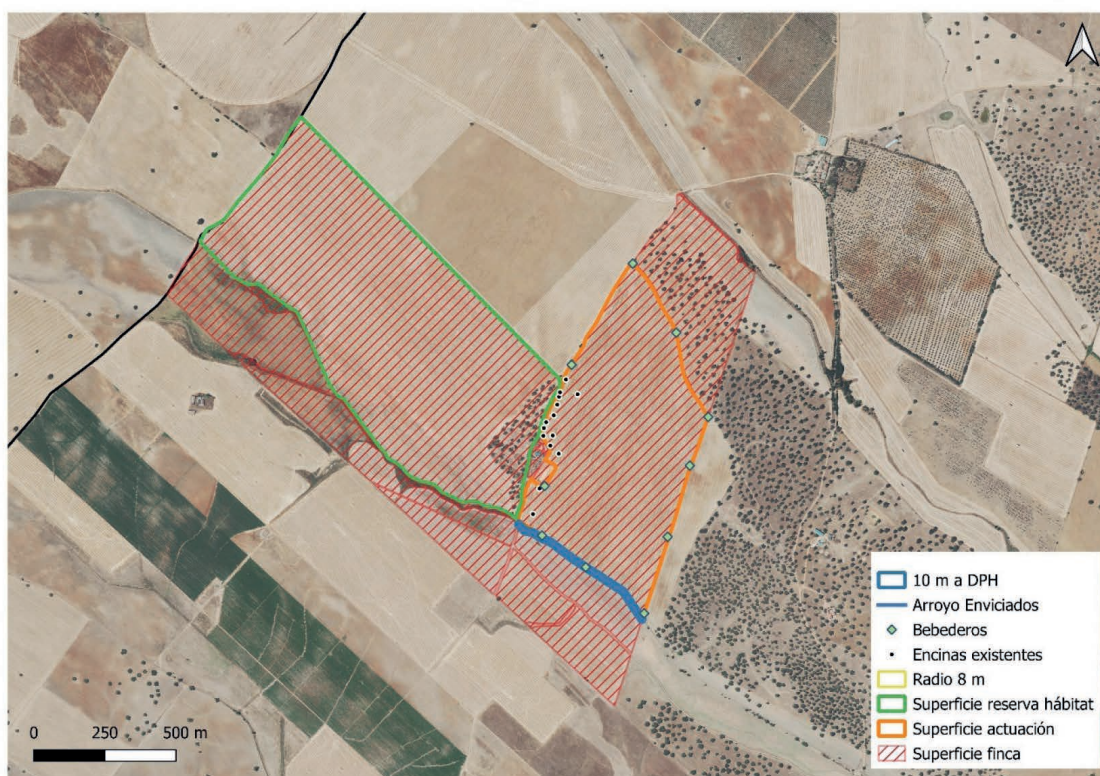 10 m a DPH
Arroyo Enviciados
Bebederos
Encinas existentes
Radio 8 m
Superficie reserva hábitat
Superficie actuación
Superficie finca
0 250 500 m